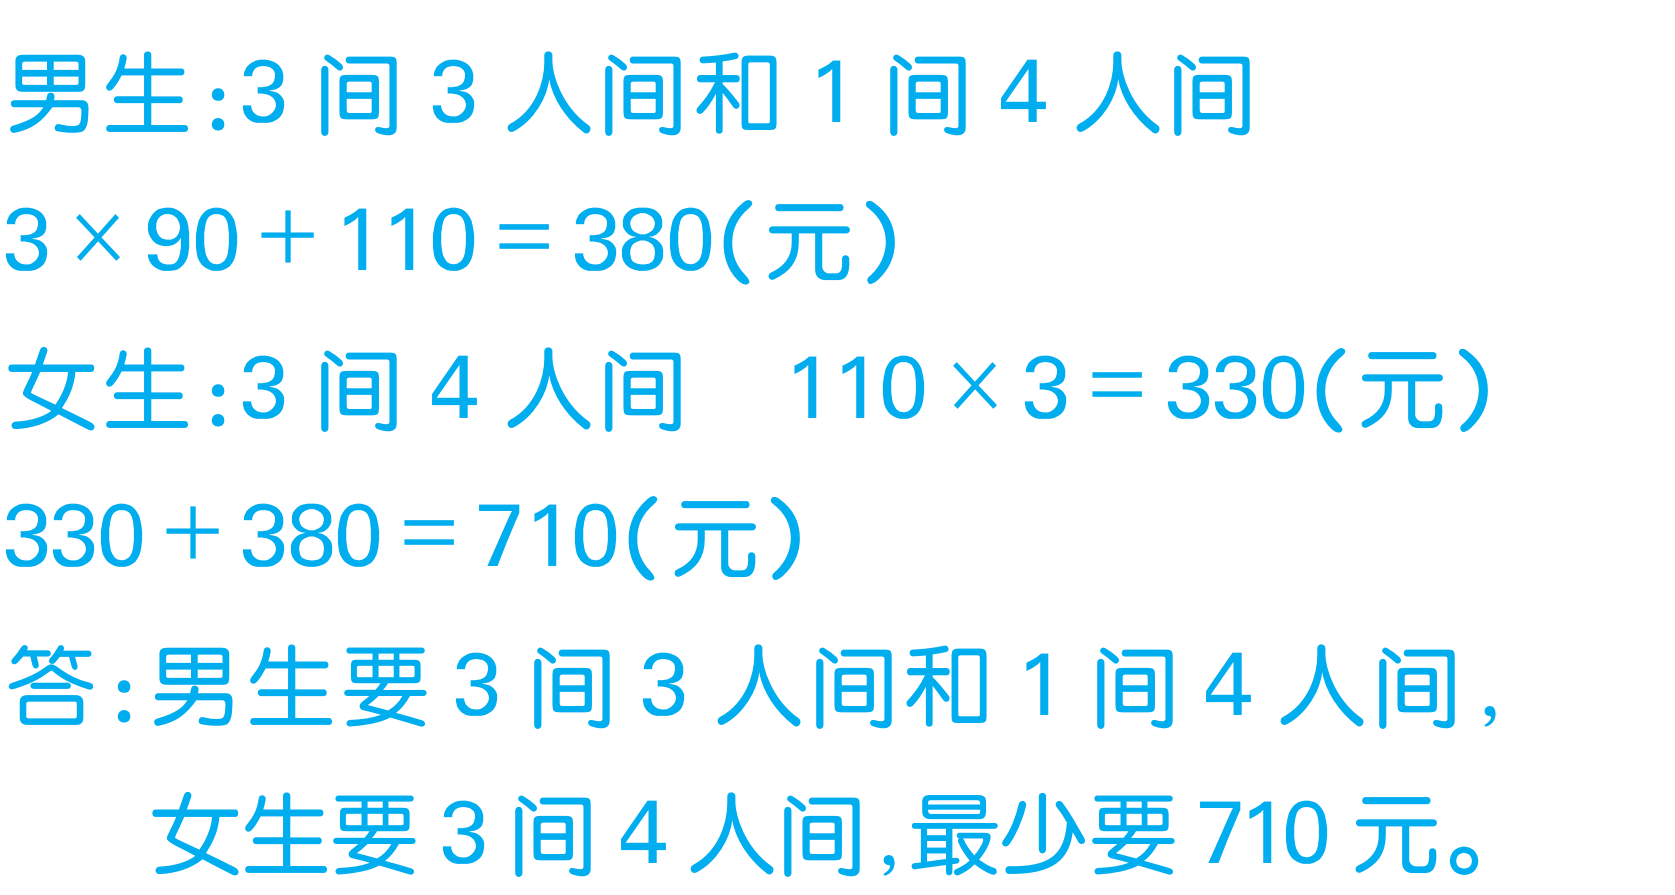 男生:3 间 3 人间和 1 间 4 人间
3×90+110=380(元)
女生:3 间 4 人间 110×3=330(元)
330+380=710(元)
答:男生要 3 间 3 人间和 1 间 4 人间,
女生要 3 间 4 人间,最少要 710 元。